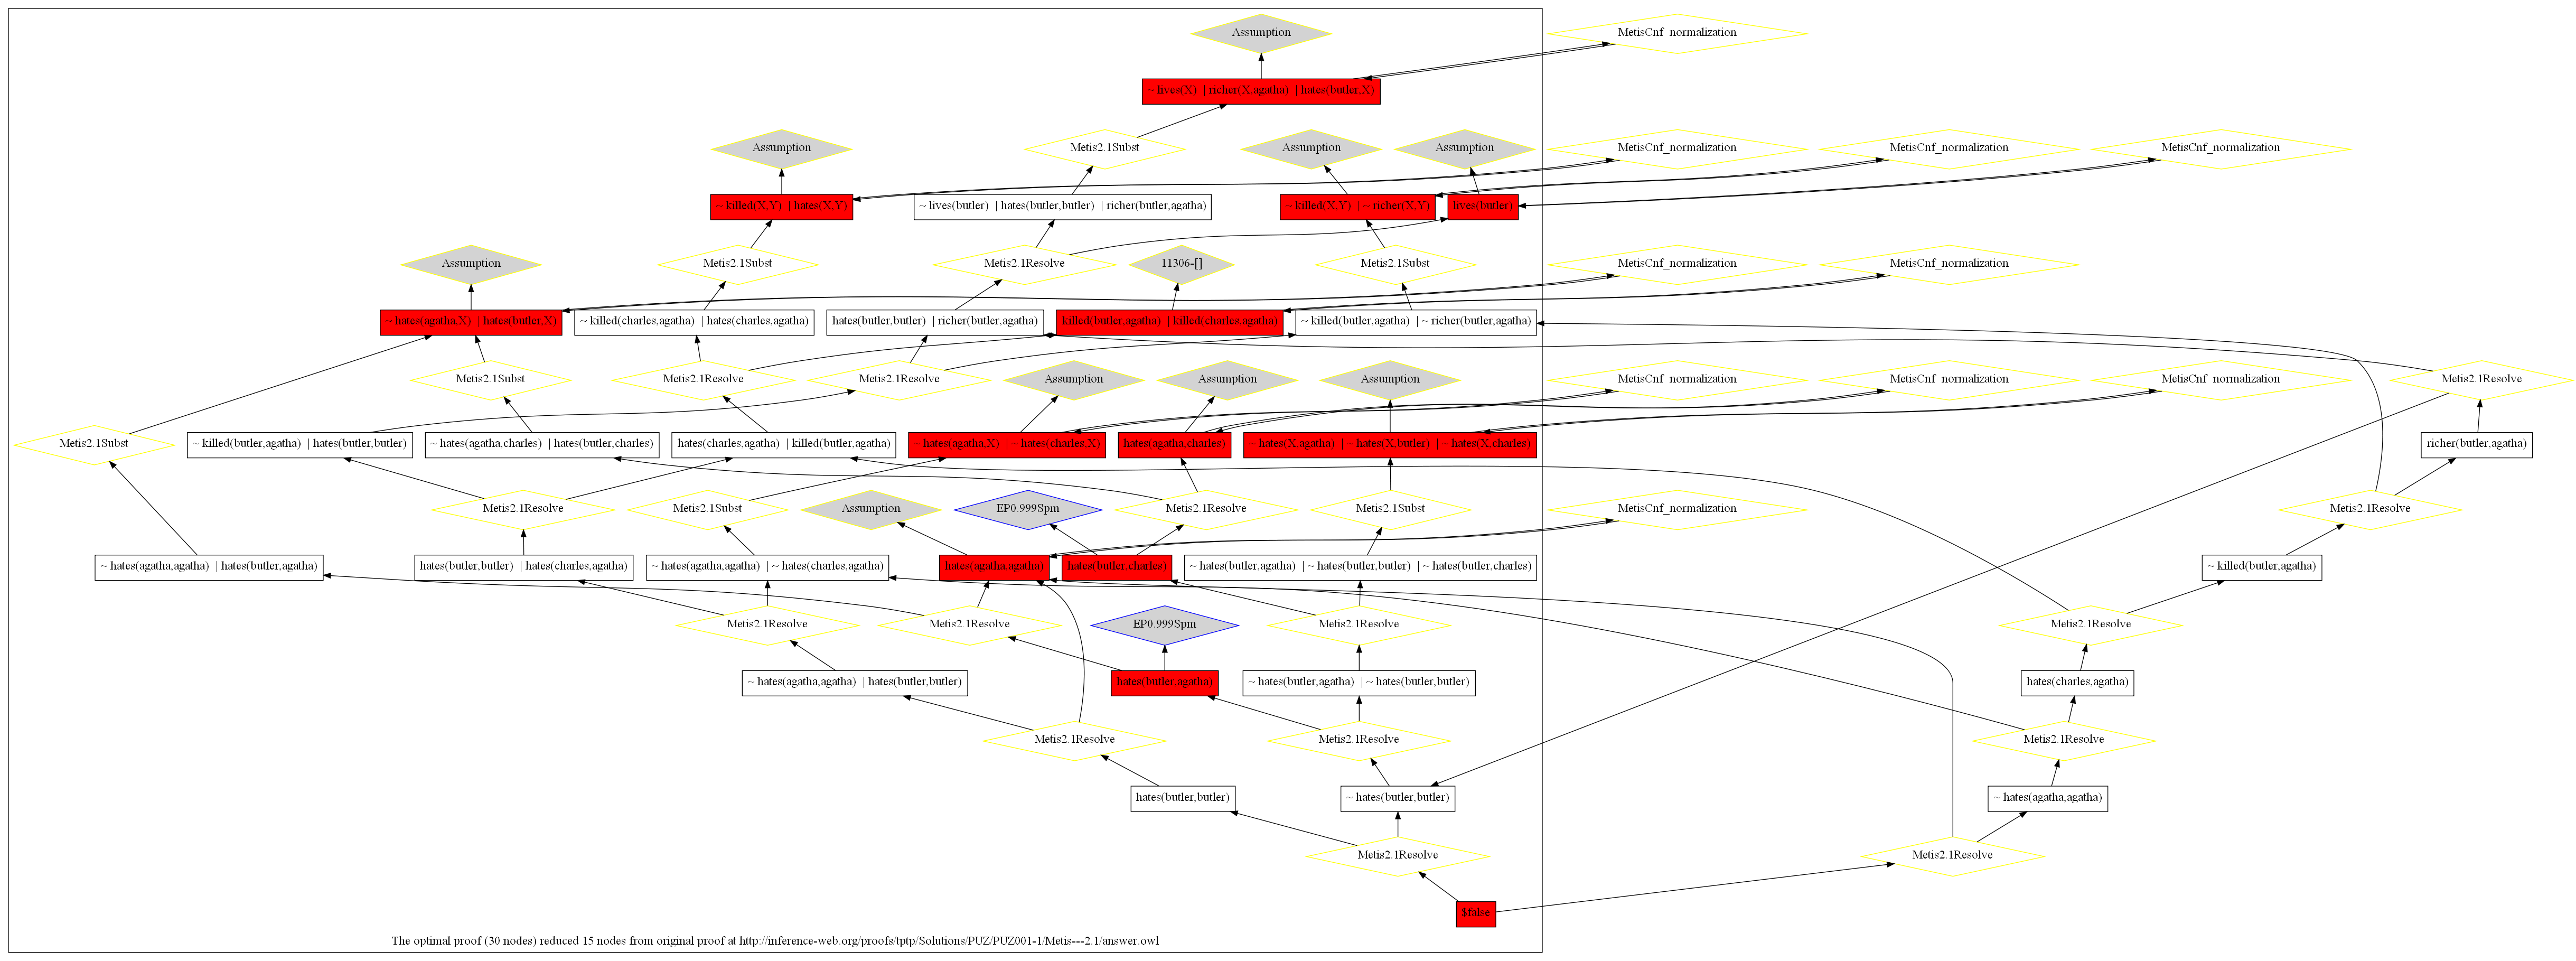 Assumption
MetisCnf_normalization
~ lives(X) | richer(X,agatha) | hates(butler,X)
Assumption
Metis2.1Subst
Assumption
Assumption
MetisCnf_normalization
MetisCnf_normalization
MetisCnf_normalization
~ killed(X,Y) | hates(X,Y)
~ lives(butler) | hates(butler,butler) | richer(butler,agatha)
~ killed(X,Y) | ~ richer(X,Y)
lives(butler)
Assumption
Metis2.1Subst
Metis2.1Resolve
11306-[]
Metis2.1Subst
MetisCnf_normalization
MetisCnf_normalization
~ hates(agatha,X) | hates(butler,X)
~ killed(charles,agatha) | hates(charles,agatha)
hates(butler,butler) | richer(butler,agatha)
killed(butler,agatha) | killed(charles,agatha)
~ killed(butler,agatha) | ~ richer(butler,agatha)
Metis2.1Subst
Metis2.1Resolve
Metis2.1Resolve
Assumption
Assumption
Assumption
MetisCnf_normalization
MetisCnf_normalization
MetisCnf_normalization
Metis2.1Resolve
Metis2.1Subst
~ killed(butler,agatha) | hates(butler,butler)
~ hates(agatha,charles) | hates(butler,charles)
hates(charles,agatha) | killed(butler,agatha)
~ hates(agatha,X) | ~ hates(charles,X)
hates(agatha,charles)
~ hates(X,agatha) | ~ hates(X,butler) | ~ hates(X,charles)
richer(butler,agatha)
Metis2.1Resolve
Metis2.1Subst
Assumption
EP0.999Spm
Metis2.1Resolve
Metis2.1Subst
MetisCnf_normalization
Metis2.1Resolve
~ hates(agatha,agatha) | hates(butler,agatha)
hates(butler,butler) | hates(charles,agatha)
~ hates(agatha,agatha) | ~ hates(charles,agatha)
hates(agatha,agatha)
hates(butler,charles)
~ hates(butler,agatha) | ~ hates(butler,butler) | ~ hates(butler,charles)
~ killed(butler,agatha)
Metis2.1Resolve
Metis2.1Resolve
EP0.999Spm
Metis2.1Resolve
Metis2.1Resolve
~ hates(agatha,agatha) | hates(butler,butler)
hates(butler,agatha)
~ hates(butler,agatha) | ~ hates(butler,butler)
hates(charles,agatha)
Metis2.1Resolve
Metis2.1Resolve
Metis2.1Resolve
hates(butler,butler)
~ hates(butler,butler)
~ hates(agatha,agatha)
Metis2.1Resolve
Metis2.1Resolve
$false
The optimal proof (30 nodes) reduced 15 nodes from original proof at http://inference-web.org/proofs/tptp/Solutions/PUZ/PUZ001-1/Metis---2.1/answer.owl